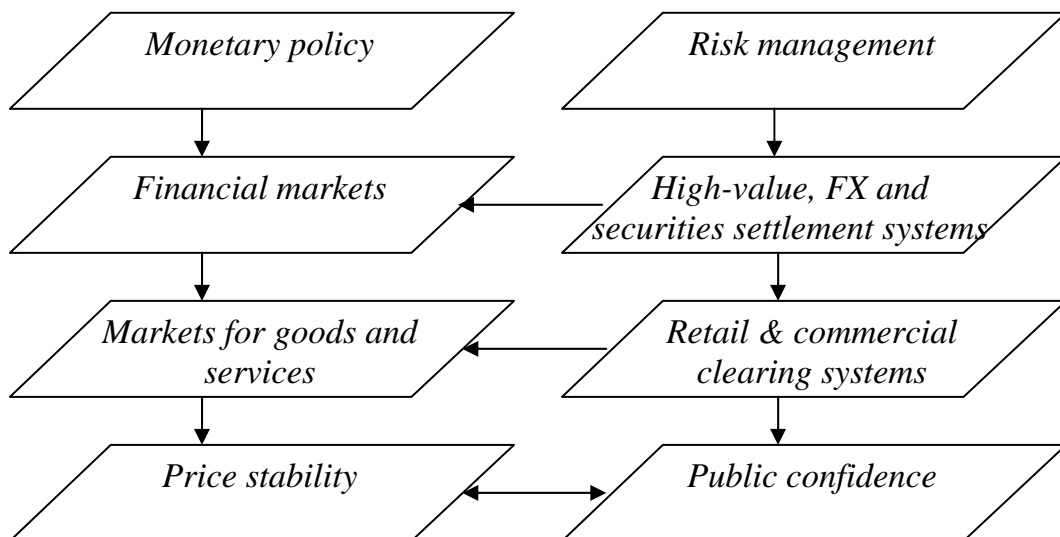 Monetary policy
Risk management
Financial markets
High-value, FX and
securities settlement systems
Markets for goods and
services
Retail & commercial
clearing systems
Price stability
Public confidence